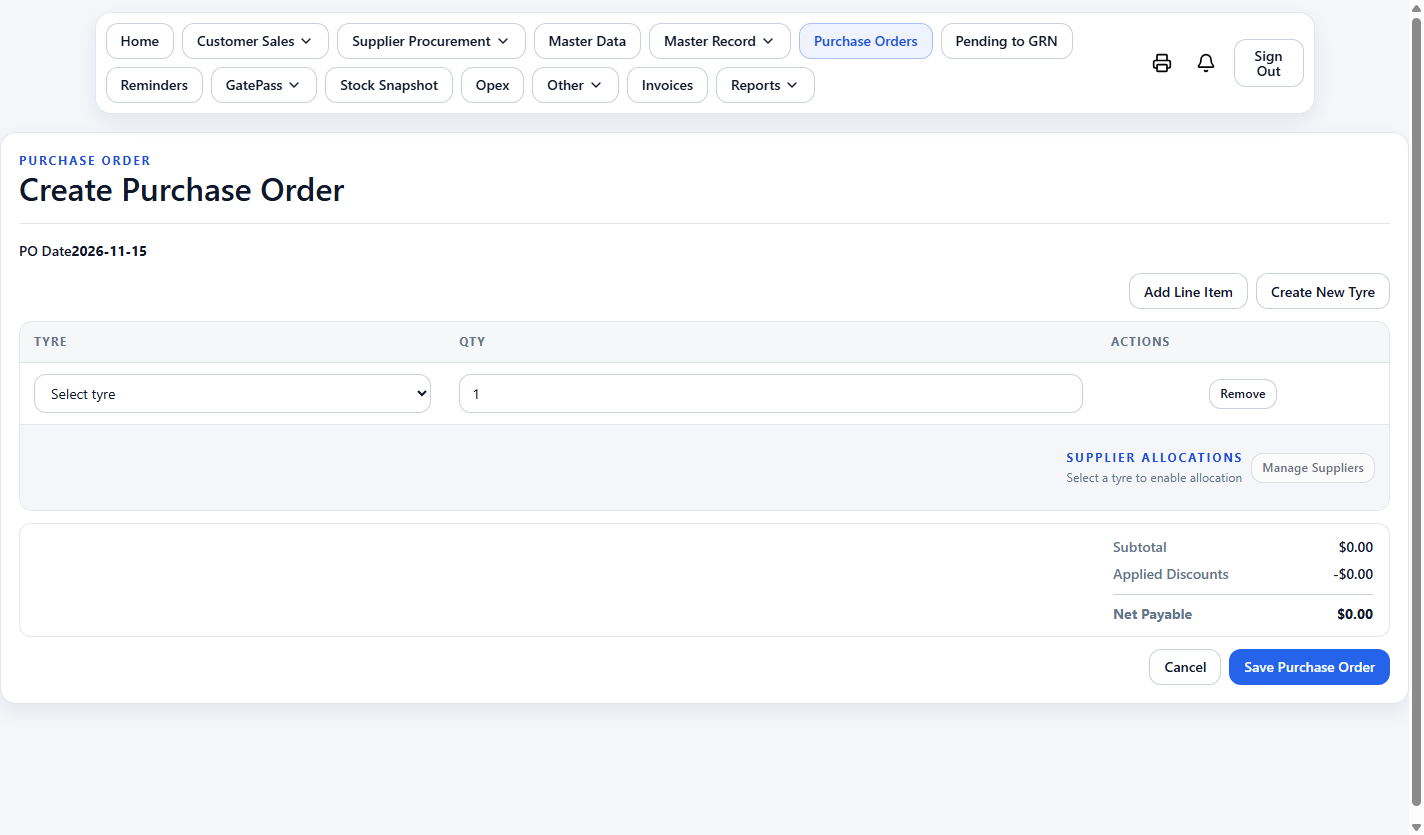 Home Customer Sales Supplier Procurement Master Data Master Record Purchase Orders Pending to GRN
Reminders GatePass Stock Snapshot Opex Other Invoices Reports
Sign
Out
PURCHASE ORDER
Create Purchase Order
PO Date2026-11-15
Add Line Item Create New Tyre
TYRE QTY ACTIONS
Select tyre 1 Remove
SUPPLIER ALLOCATIONS
Select a tyre to enable allocation
Manage Suppliers
Subtotal $0.00
Applied Discounts -$0.00
Net Payable $0.00
Cancel Save Purchase Order